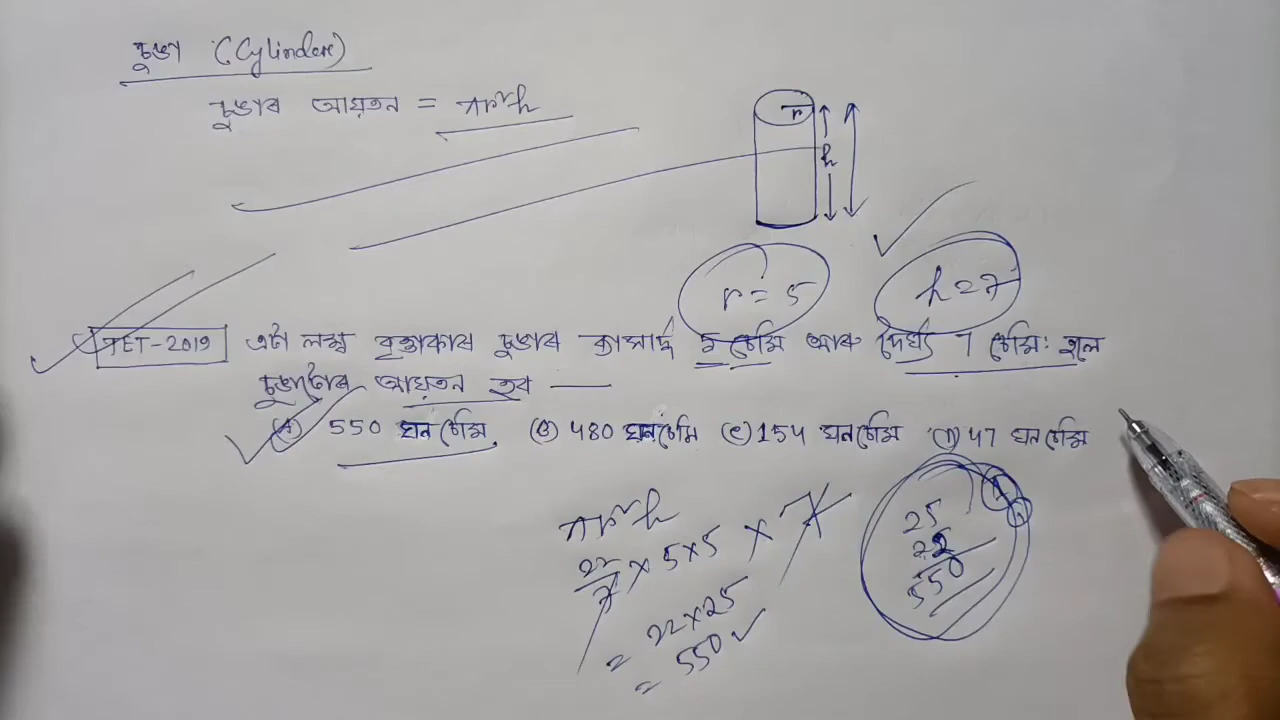 চুঙা (Cylinder)
চুঙাৰ আয়তন = πr²h
r
h
r = 5
h = 7
TET-2019 এটা লম্ব বৃত্তাকাৰ চুঙাৰ ব্যাসাৰ্দ্ধ 5 চেমি আৰু দৈৰ্ঘ্য 7 চেমি: হলে
চুঙাটোৰ আয়তন হব ——
(A) 550 ঘন চেমি, (B) 480 ঘনচেমি (C) 154 ঘনচেমি (D) 47 ঘনচেমি
πr²h
22/7 × 5×5 × 7
= 22×25
= 550 ✓
25
22
550